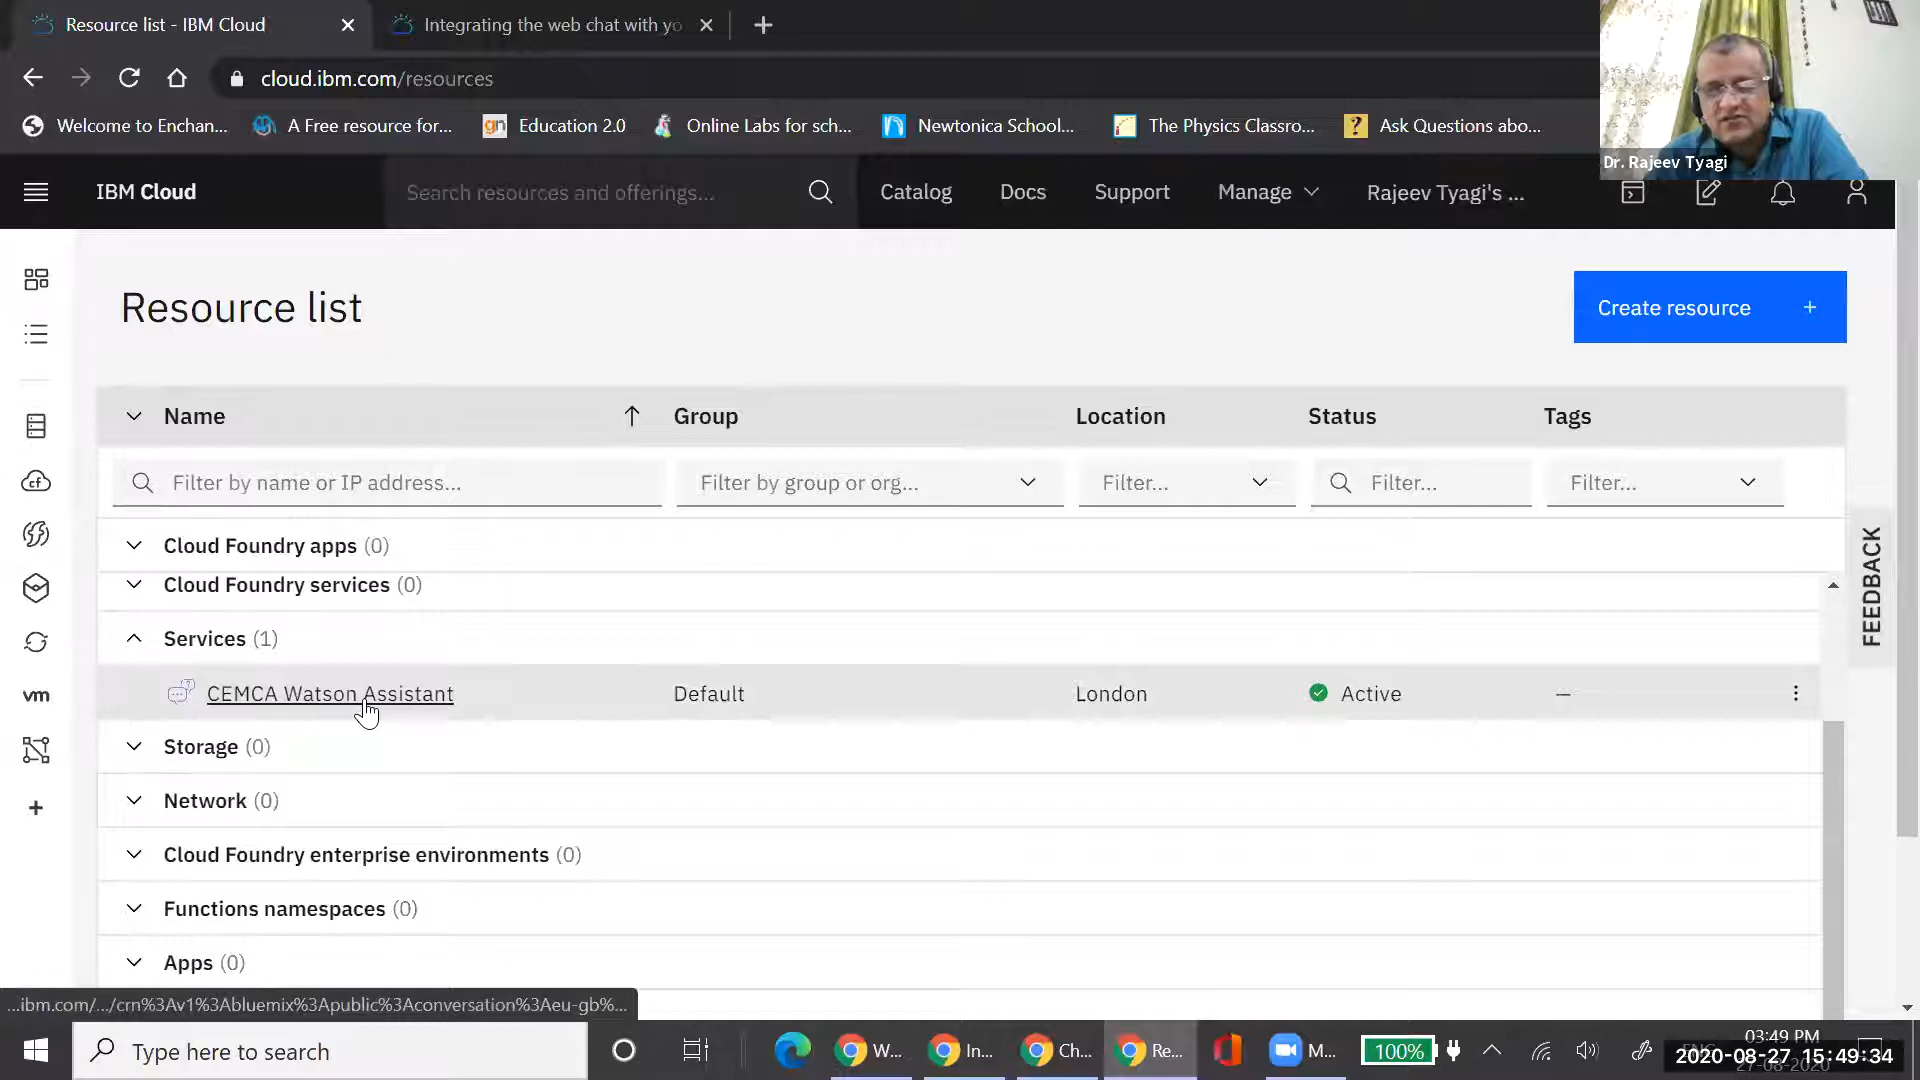 Resource list - IBM Cloud
Integrating the web chat with yo
cloud.ibm.com/resources
Welcome to Enchan...
A Free resource for...
gn
Education 2.0
Online Labs for sch...
Newtonica School...
The Physics Classro...
?
Ask Questions abo...
Dr. Rajeev Tyagi
IBM Cloud
Search resources and offerings...
Catalog
Docs
Support
Manage
Rajeev Tyagi's ...
Resource list
Create resource +
Name
Group
Location
Status
Tags
Filter by name or IP address...
Filter by group or org...
Filter...
Filter...
Filter...
cf
Cloud Foundry apps (0)
Cloud Foundry services (0)
FEEDBACK
Services (1)
CEMCA Watson Assistant
Default
London
Active
—
vm
Storage (0)
Network (0)
Cloud Foundry enterprise environments (0)
Functions namespaces (0)
Apps (0)
...ibm.com/.../crn%3Av1%3Abluemix%3Apublic%3Aconversation%3Aeu-gb%...
Type here to search
W...
In...
Ch...
Re...
M...
100%
03:49 PM
2020-08-27 15:49:34
27-08-2020